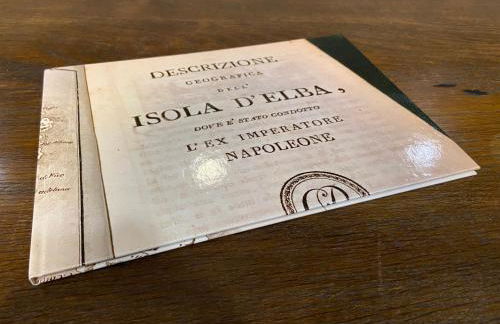 DESCRIZIONE
GEOGRAFICA
DELL'
ISOLA D'ELBA,
DOVE E' STATO CONDOTTO
L'EX IMPERATORE
NAPOLEONE